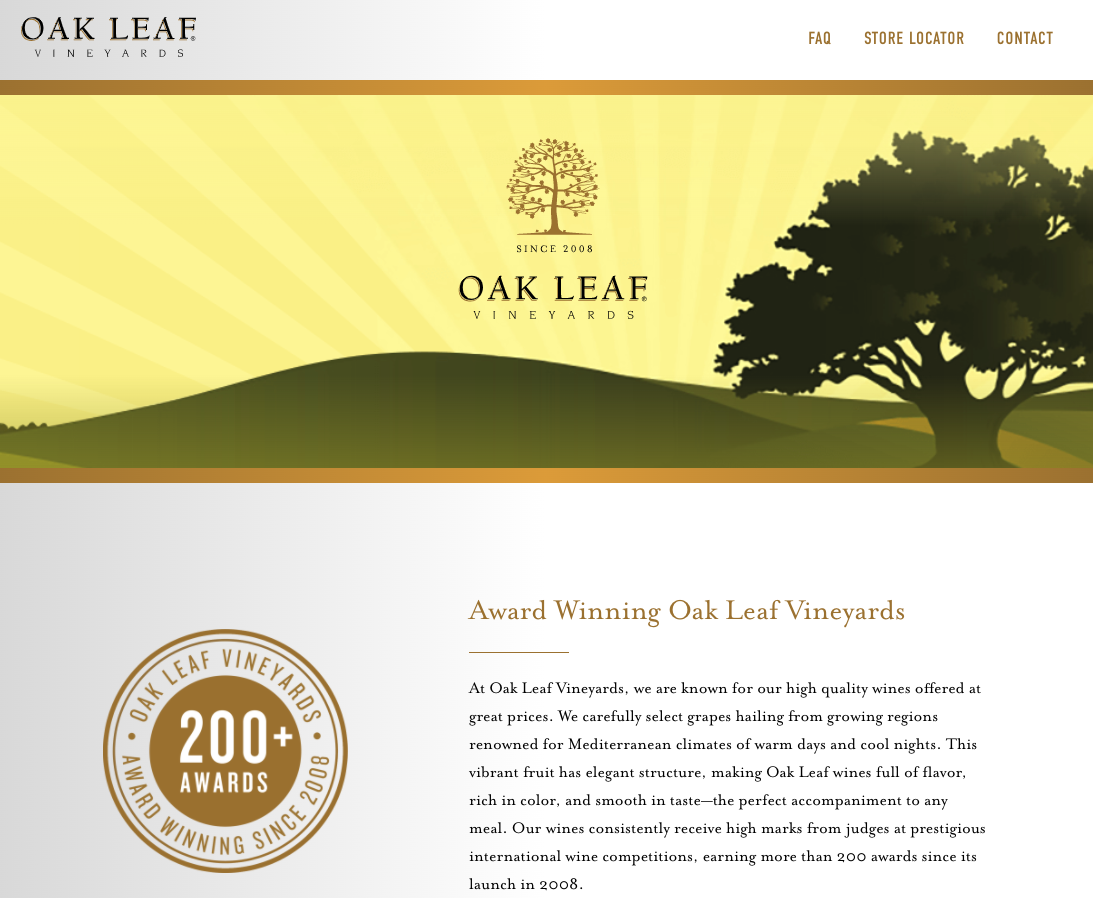 OAK LEAF®
VINEYARDS
FAQ STORE LOCATOR CONTACT
SINCE 2008
OAK LEAF®
VINEYARDS
OAK LEAF VINEYARDS
200+
AWARDS
AWARD WINNING SINCE 2008
Award Winning Oak Leaf Vineyards
At Oak Leaf Vineyards, we are known for our high quality wines offered at
great prices. We carefully select grapes hailing from growing regions
renowned for Mediterranean climates of warm days and cool nights. This
vibrant fruit has elegant structure, making Oak Leaf wines full of flavor,
rich in color, and smooth in taste—the perfect accompaniment to any
meal. Our wines consistently receive high marks from judges at prestigious
international wine competitions, earning more than 200 awards since its
launch in 2008.